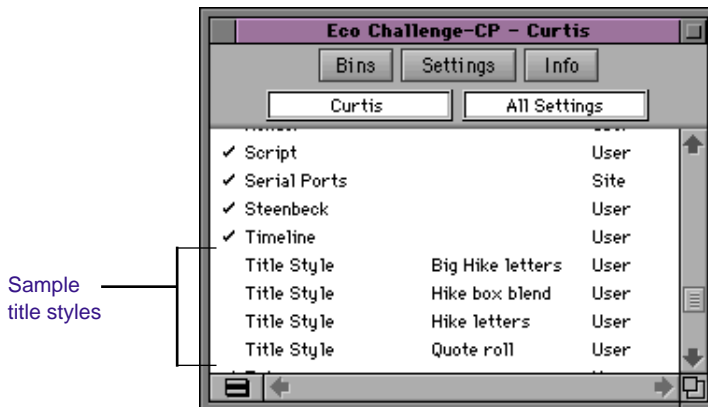 Eco Challenge-CP – Curtis
Bins Settings Info
Curtis All Settings
✓ Script User
✓ Serial Ports Site
✓ Steenbeck User
✓ Timeline User
Title Style Big Hike letters User
Title Style Hike box blend User
Title Style Hike letters User
Title Style Quote roll User
Sample
title styles